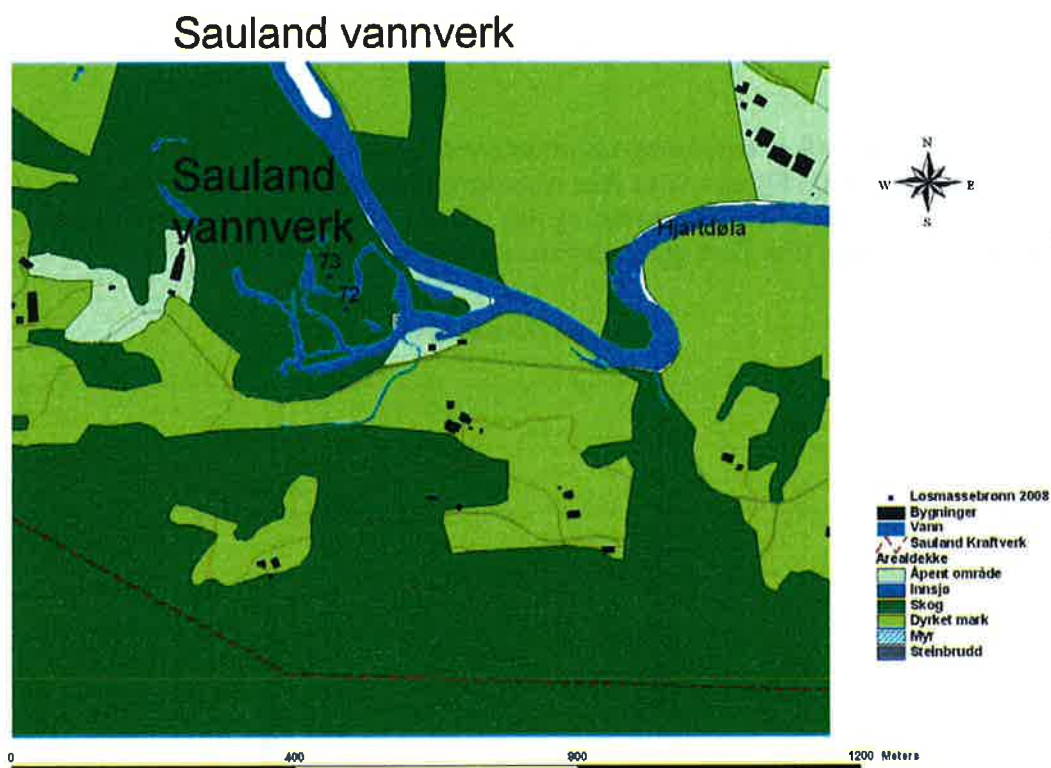 Sauland vannverk
Sauland
vannverk
73
72
Hjartdøla
N
W E
S
Losmassebrønn 2008
Bygninger
Vann
Sauland Kraftverk
Arealdekke
Åpent område
Innsjø
Skog
Dyrket mark
Myr
Steinbrudd
0 400 800 1200 Meters